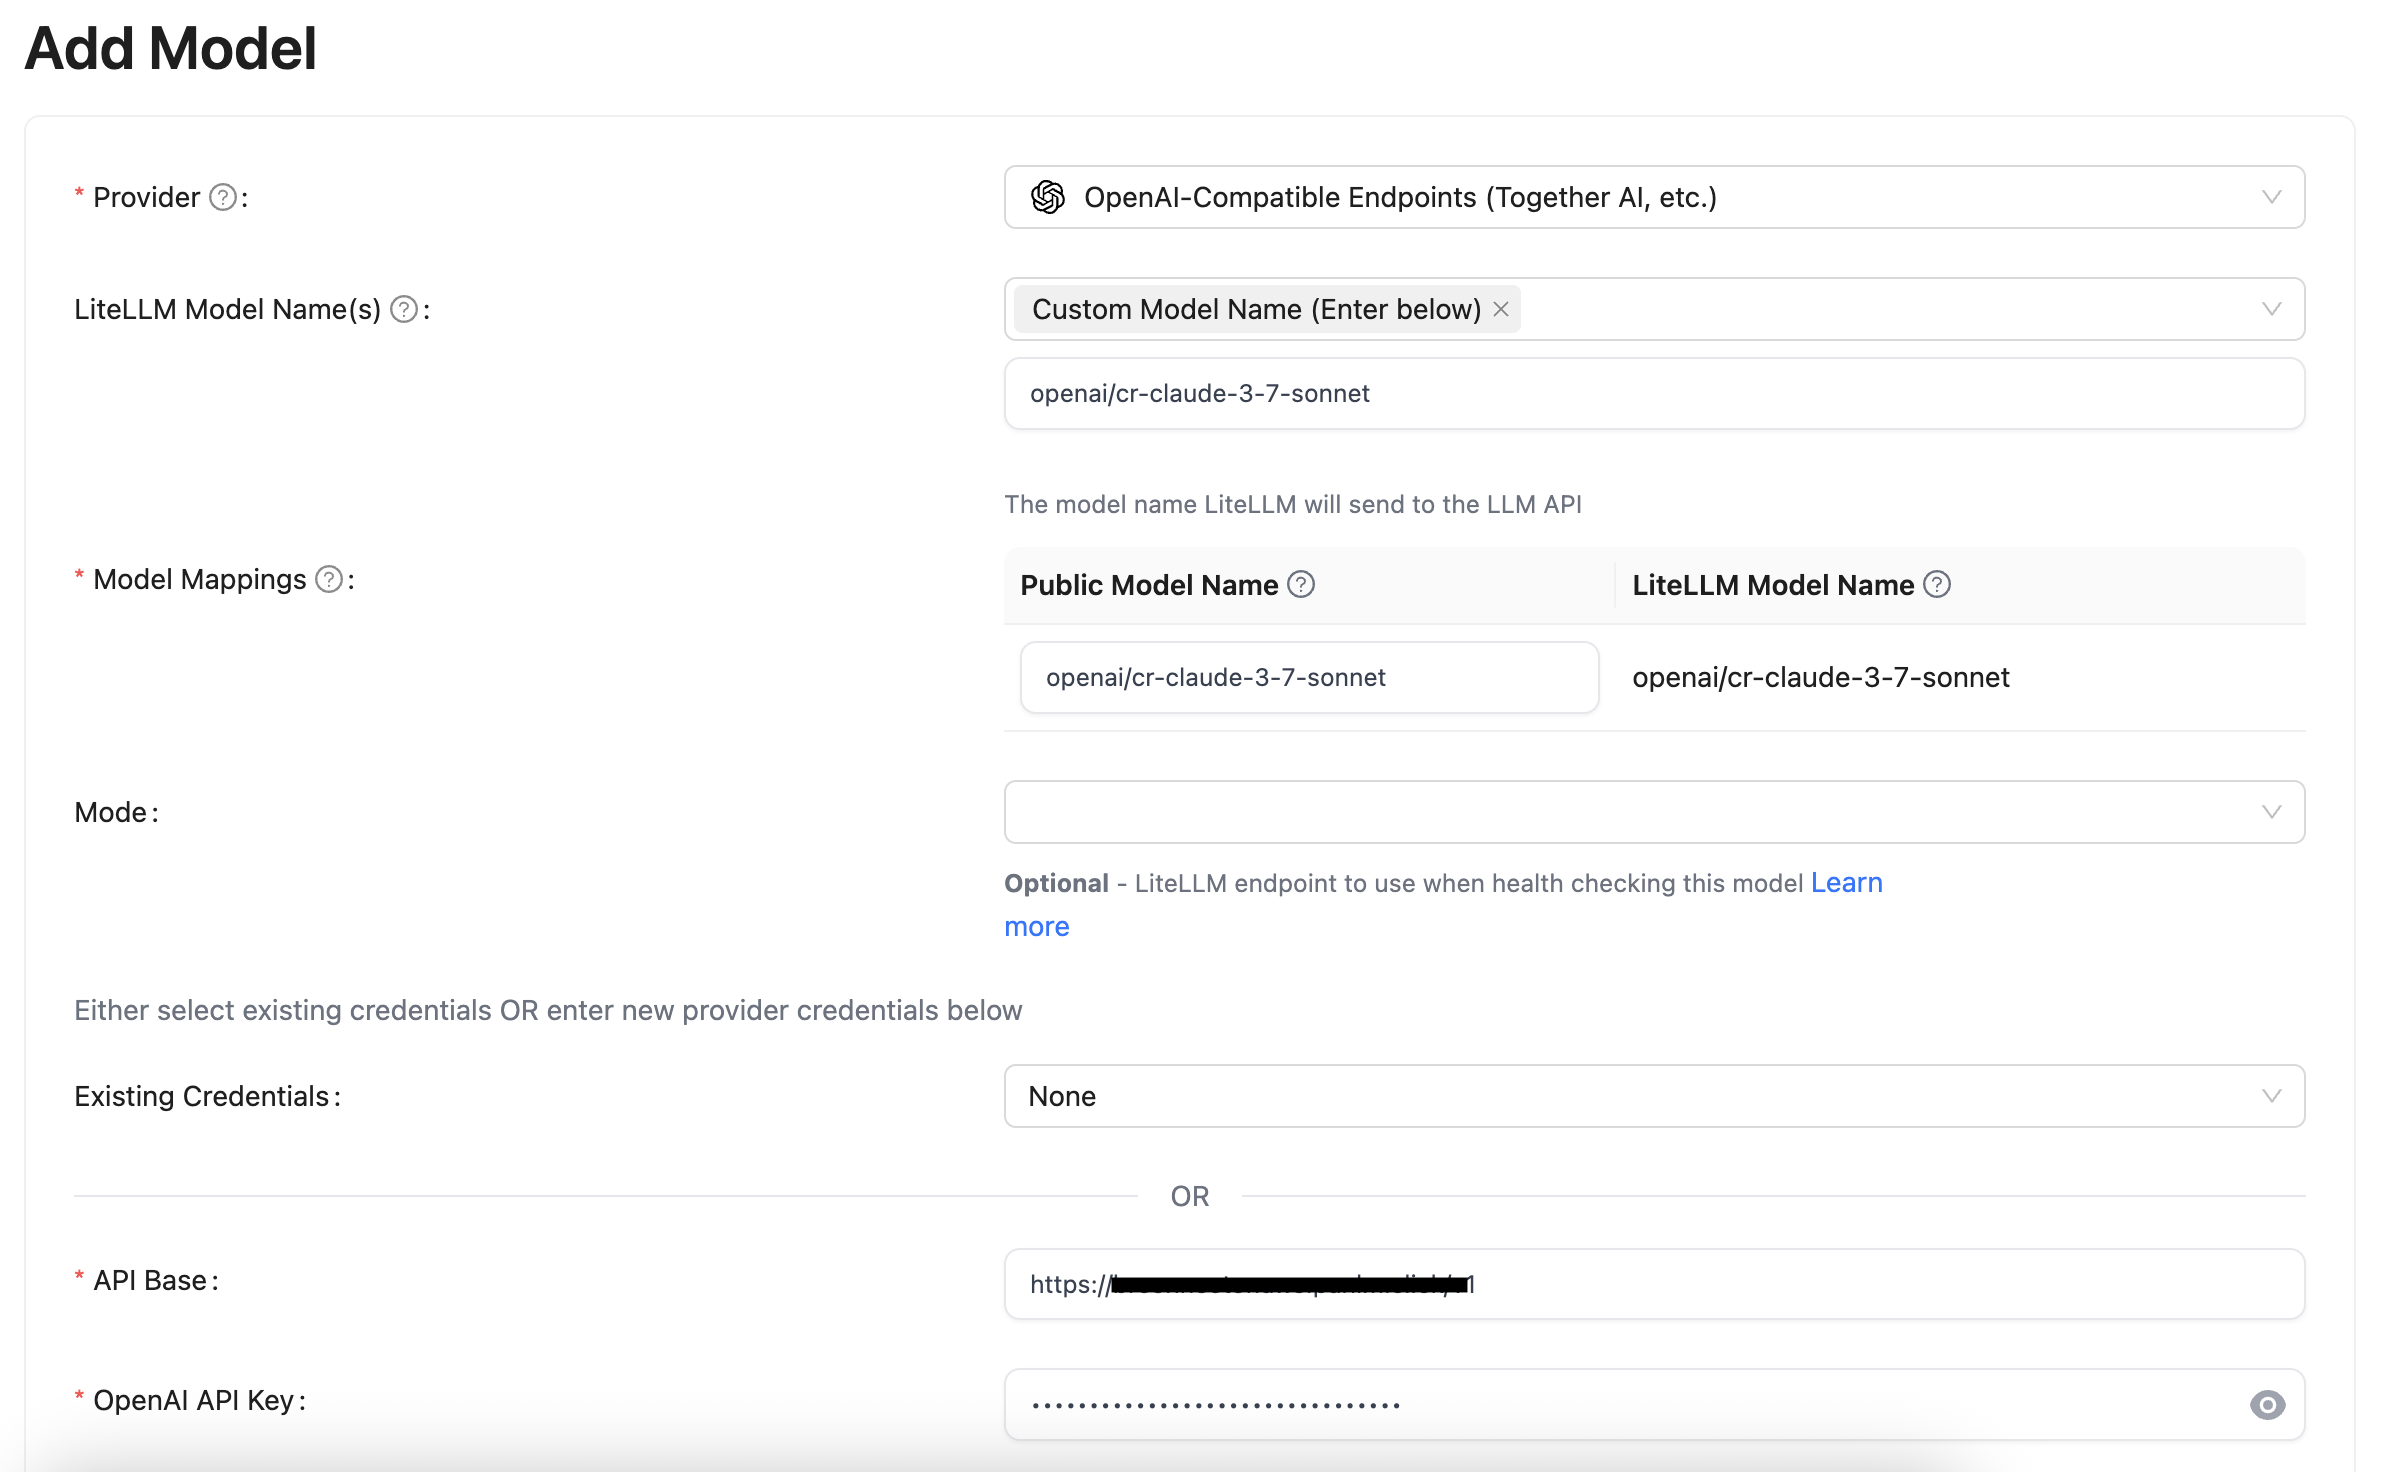 Add Model
* Provider ? :
OpenAI-Compatible Endpoints (Together AI, etc.)
LiteLLM Model Name(s) ? :
Custom Model Name (Enter below) ×
openai/cr-claude-3-7-sonnet
The model name LiteLLM will send to the LLM API
* Model Mappings ? :
Public Model Name ? LiteLLM Model Name ?
openai/cr-claude-3-7-sonnet openai/cr-claude-3-7-sonnet
Mode :
Optional - LiteLLM endpoint to use when health checking this model Learn
more
Either select existing credentials OR enter new provider credentials below
Existing Credentials :
None
OR
* API Base :
https://
* OpenAI API Key :